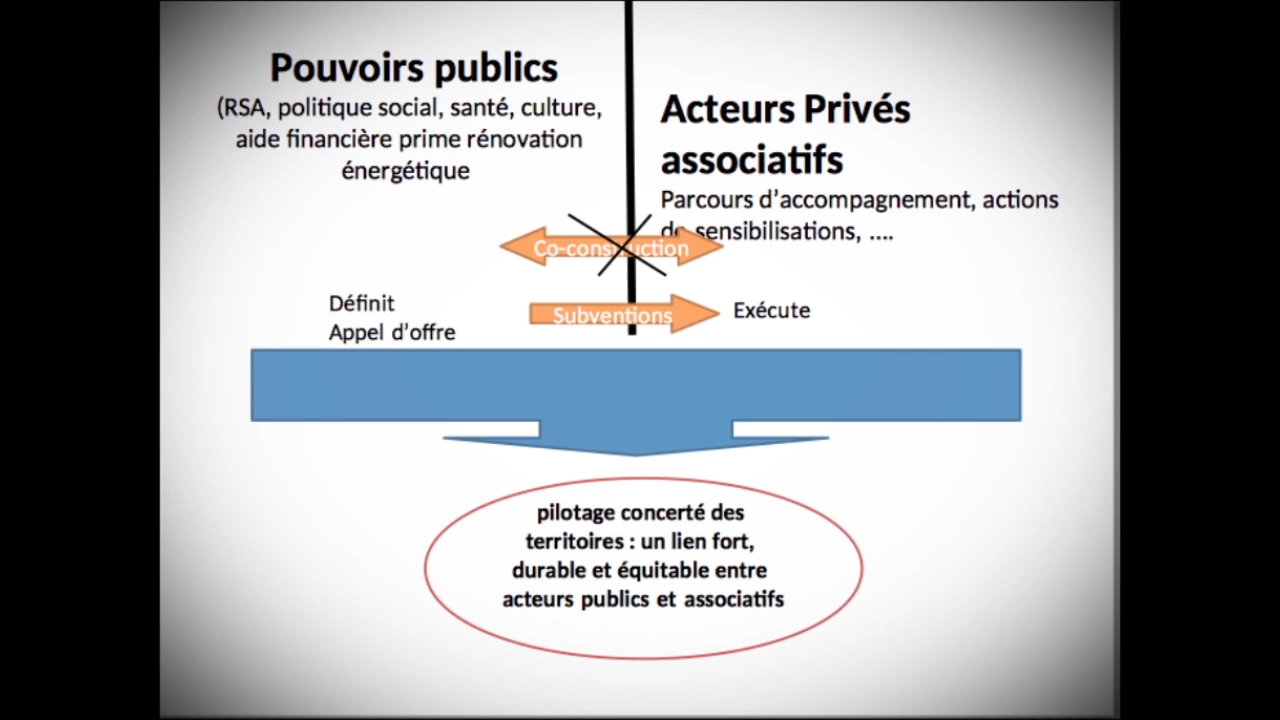 Pouvoirs publics
(RSA, politique social, santé, culture,
aide financière prime rénovation
énergétique
Acteurs Privés
associatifs
Parcours d’accompagnement, actions
de sensibilisations, ....
Co-construction
Définit
Appel d’offre
Subventions
Exécute
pilotage concerté des
territoires : un lien fort,
durable et équitable entre
acteurs publics et associatifs